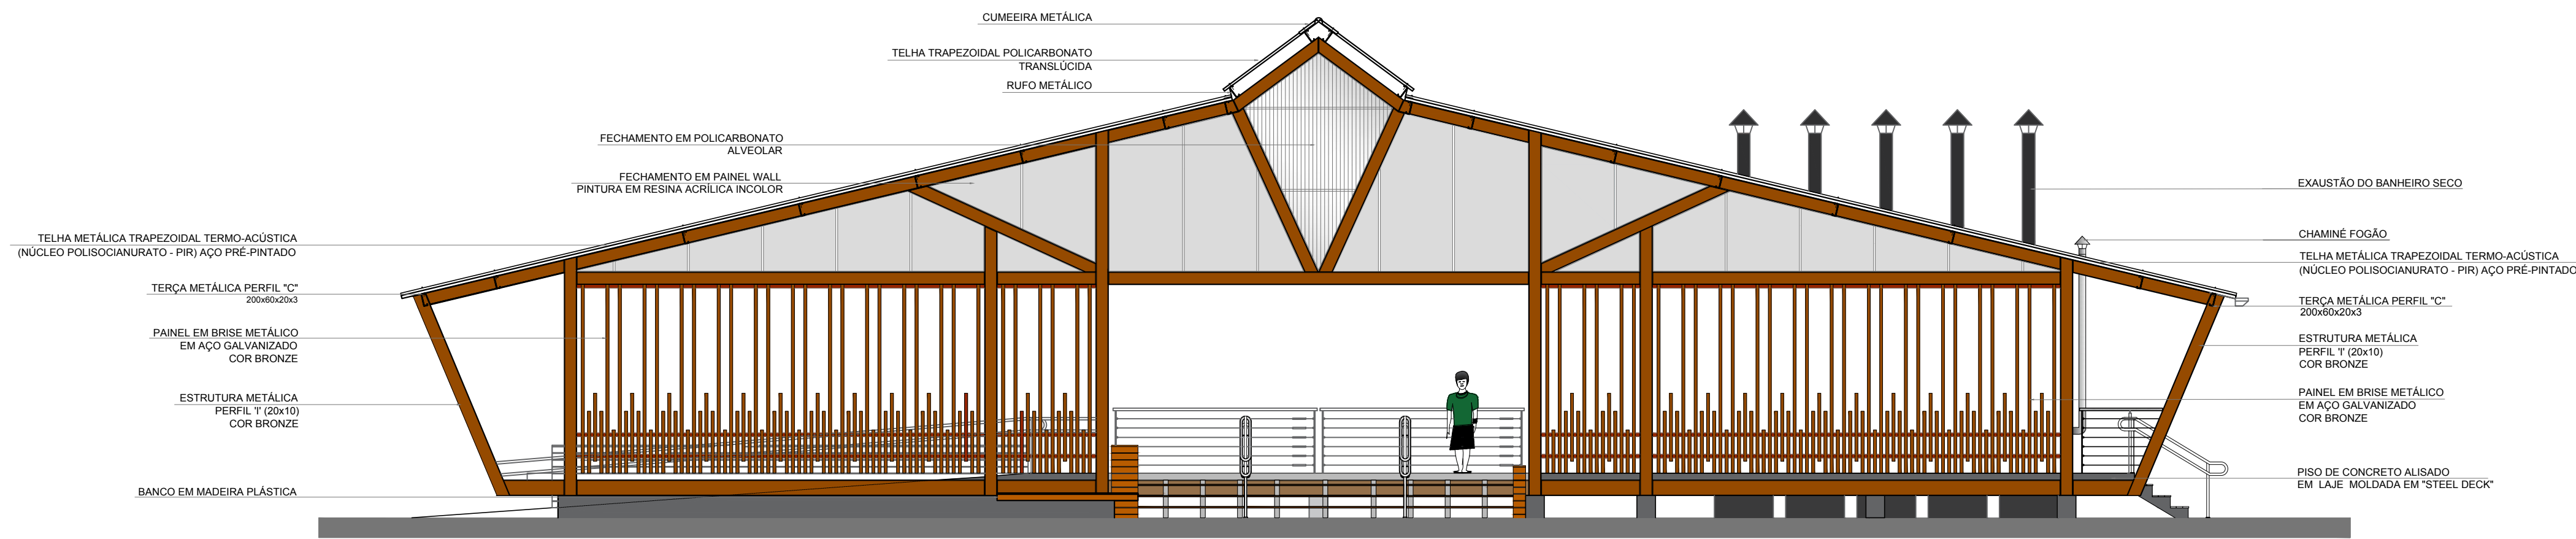 CUMEEIRA METÁLICA
TELHA TRAPEZOIDAL POLICARBONATO
TRANSLÚCIDA
RUFO METÁLICO
FECHAMENTO EM POLICARBONATO
ALVEOLAR
FECHAMENTO EM PAINEL WALL
PINTURA EM RESINA ACRÍLICA INCOLOR
TELHA METÁLICA TRAPEZOIDAL TERMO-ACÚSTICA
(NÚCLEO POLISOCIANURATO - PIR) AÇO PRÉ-PINTADO
TERÇA METÁLICA PERFIL "C"
200x60x20x3
PAINEL EM BRISE METÁLICO
EM AÇO GALVANIZADO
COR BRONZE
ESTRUTURA METÁLICA
PERFIL 'I' (20x10)
COR BRONZE
BANCO EM MADEIRA PLÁSTICA
EXAUSTÃO DO BANHEIRO SECO
CHAMINÉ FOGÃO
TELHA METÁLICA TRAPEZOIDAL TERMO-ACÚSTICA
(NÚCLEO POLISOCIANURATO - PIR) AÇO PRÉ-PINTADO
TERÇA METÁLICA PERFIL "C"
200x60x20x3
ESTRUTURA METÁLICA
PERFIL 'I' (20x10)
COR BRONZE
PAINEL EM BRISE METÁLICO
EM AÇO GALVANIZADO
COR BRONZE
PISO DE CONCRETO ALISADO
EM LAJE MOLDADA EM "STEEL DECK"